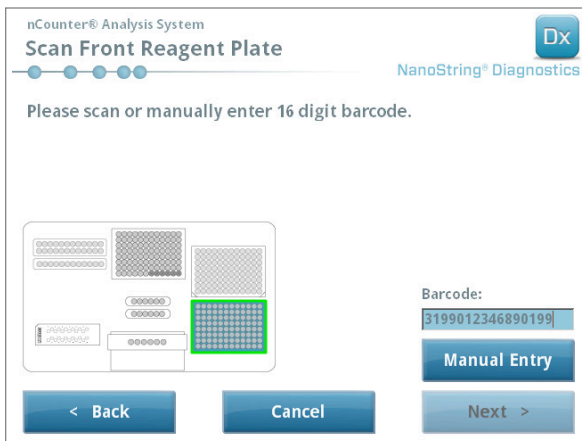 nCounter® Analysis System
Scan Front Reagent Plate
Dx
NanoString® Diagnostics
Please scan or manually enter 16 digit barcode.
Barcode:
3199012346890199
Manual Entry
< Back
Cancel
Next >